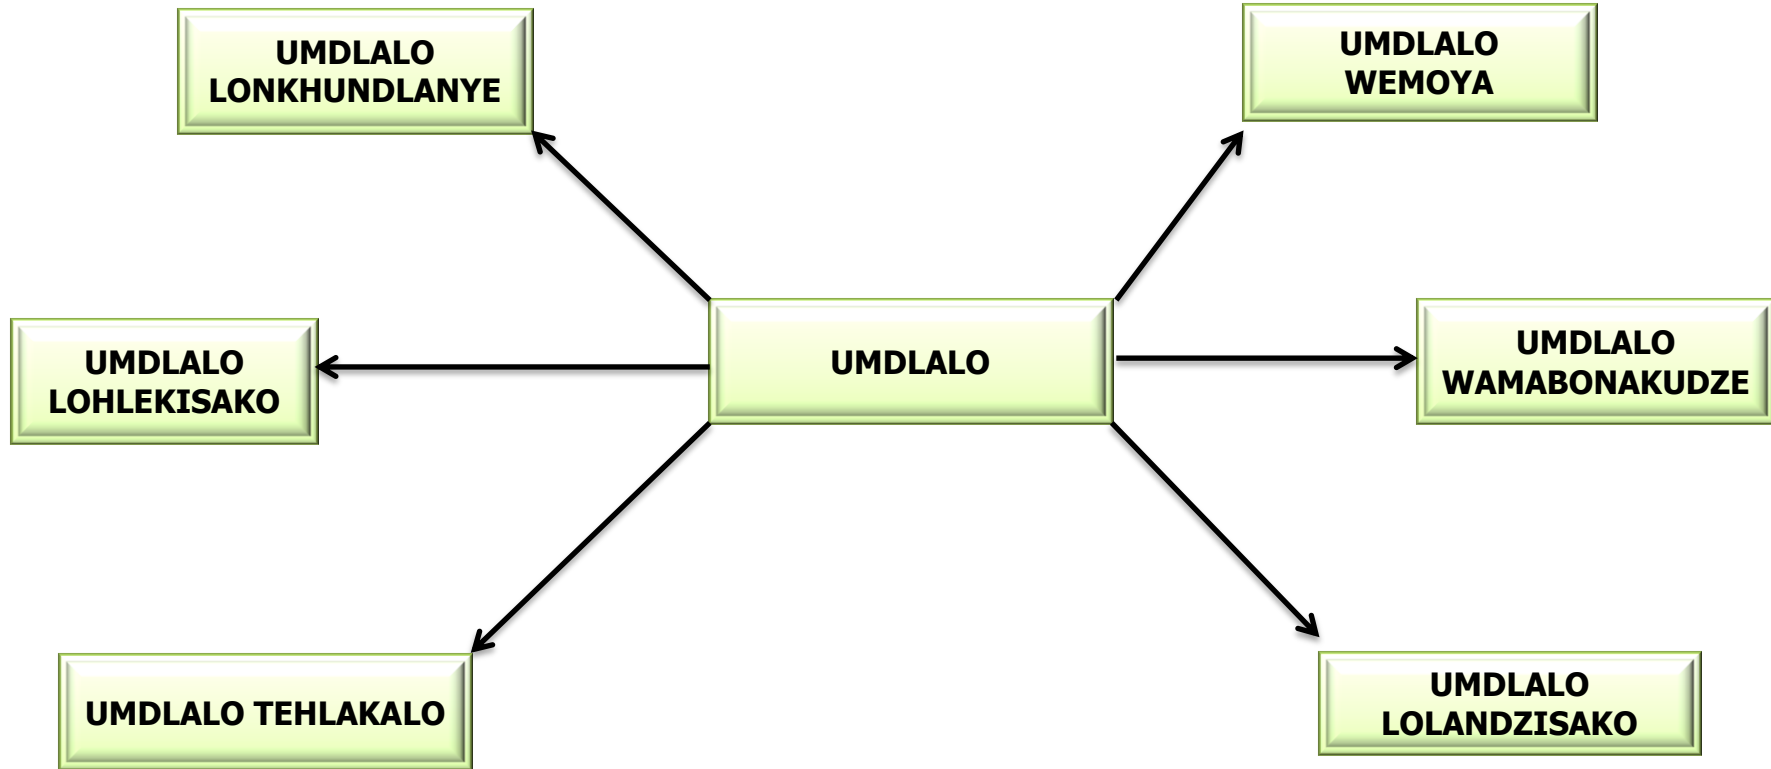 UMDLALO
LONKHUNDLANYE
UMDLALO
WEMOYA
UMDLALO
LOHLEKISAKO
UMDLALO
UMDLALO
WAMABONAKUDZE
UMDLALO TEHLAKALO
UMDLALO
LOLANDZISAKO